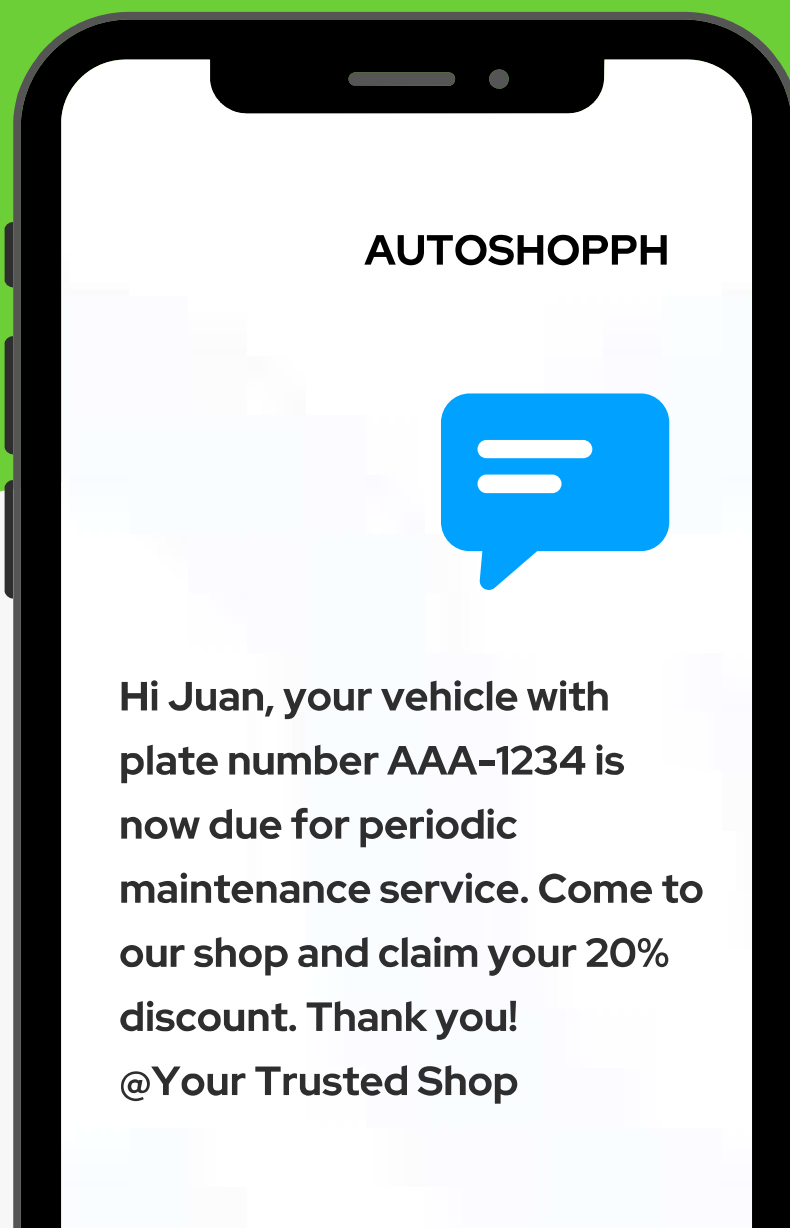 AUTOSHOPPH
Hi Juan, your vehicle with
plate number AAA-1234 is
now due for periodic
maintenance service. Come to
our shop and claim your 20%
discount. Thank you!
@Your Trusted Shop